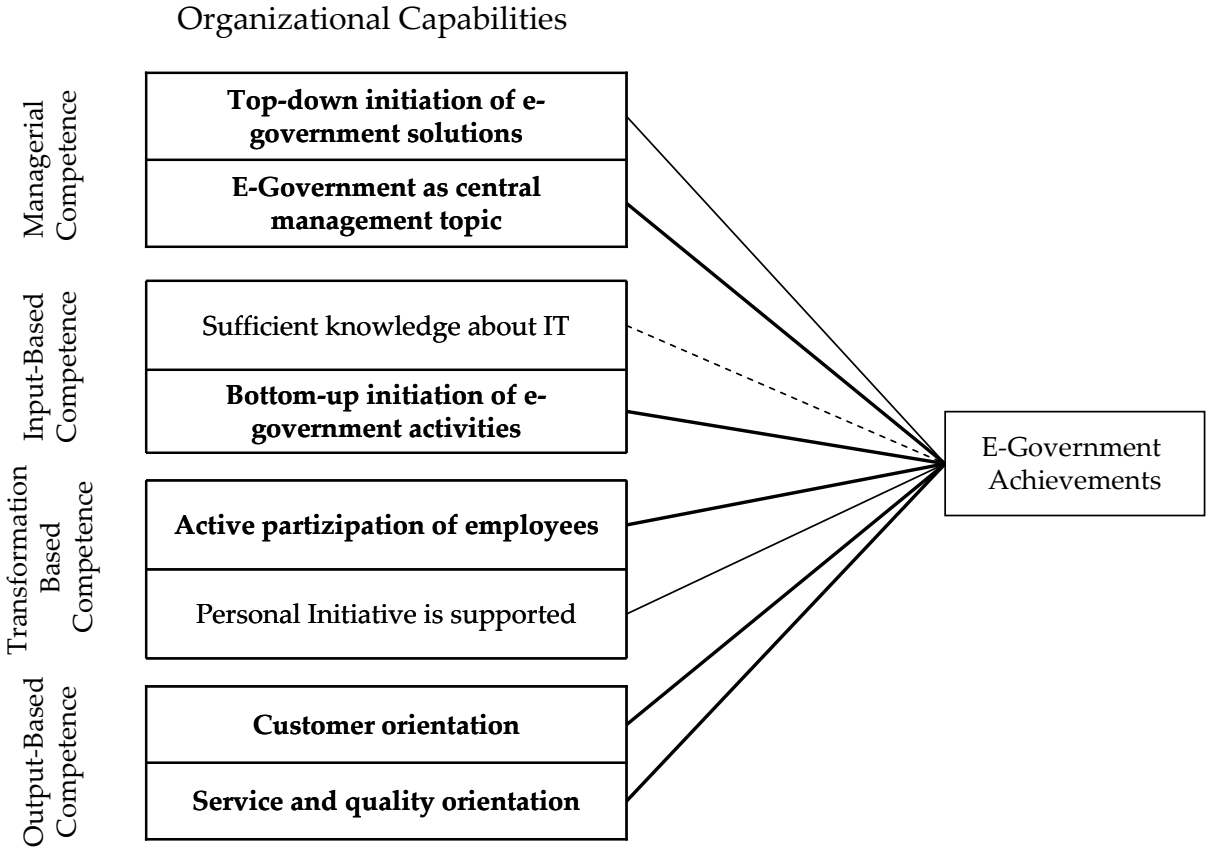 Organizational Capabilities
Managerial
Competence
Top-down initiation of e-
government solutions
E-Government as central
management topic
Input-Based
Competence
Sufficient knowledge about IT
Bottom-up initiation of e-
government activities
Transformation
Based
Competence
Active partizipation of employees
Personal Initiative is supported
Output-Based
Competence
Customer orientation
Service and quality orientation
E-Government
Achievements